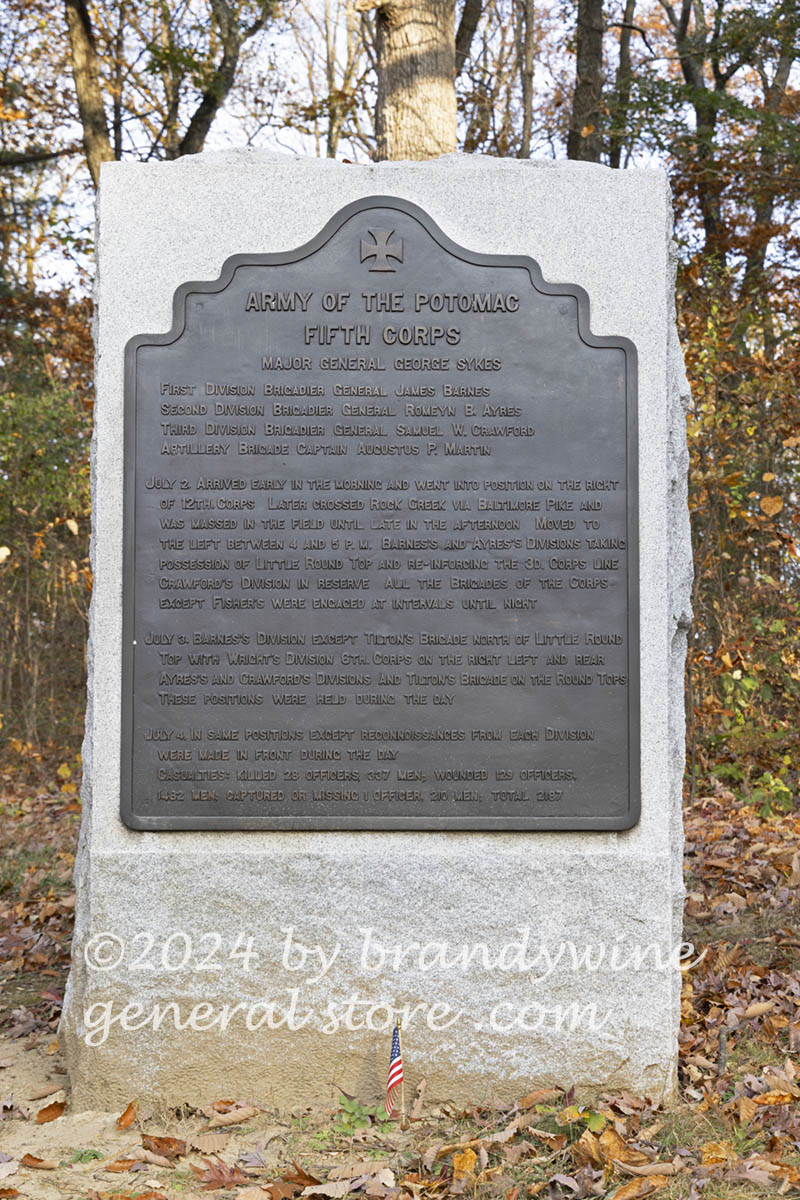 ARMY OF THE POTOMAC
FIFTH CORPS
MAJOR GENERAL GEORGE SYKES
FIRST DIVISION BRIGADIER GENERAL JAMES BARNES
SECOND DIVISION BRIGADIER GENERAL ROMEYN B. AYRES
THIRD DIVISION BRIGADIER GENERAL SAMUEL W. CRAWFORD
ARTILLERY BRIGADE CAPTAIN AUGUSTUS P. MARTIN
JULY 2. ARRIVED EARLY IN THE MORNING AND WENT INTO POSITION ON THE RIGHT
OF 12TH. CORPS LATER CROSSED ROCK CREEK VIA BALTIMORE PIKE AND
WAS MASSED IN THE FIELD UNTIL LATE IN THE AFTERNOON MOVED TO
THE LEFT BETWEEN 4 AND 5 P. M. BARNES'S AND AYRES'S DIVISIONS TAKING
POSSESSION OF LITTLE ROUND TOP AND RE-INFORCING THE 3D. CORPS LINE
CRAWFORD'S DIVISION IN RESERVE ALL THE BRIGADES OF THE CORPS
EXCEPT FISHER'S WERE ENGAGED AT INTERVALS UNTIL NIGHT
JULY 3. BARNES'S DIVISION EXCEPT TILTON'S BRIGADE NORTH OF LITTLE ROUND
TOP WITH WRIGHT'S DIVISION 6TH. CORPS ON THE RIGHT LEFT AND REAR
AYRES'S AND CRAWFORD'S DIVISIONS AND TILTON'S BRIGADE ON THE ROUND TOPS
THESE POSITIONS WERE HELD DURING THE DAY
JULY 4. IN SAME POSITIONS EXCEPT RECONNOISSANCES FROM EACH DIVISION
WERE MADE IN FRONT DURING THE DAY
CASUALTIES: KILLED 28 OFFICERS, 337 MEN; WOUNDED 129 OFFICERS,
1482 MEN; CAPTURED OR MISSING 1 OFFICER, 210 MEN; TOTAL 2187
©2024 by brandywine
general store .com